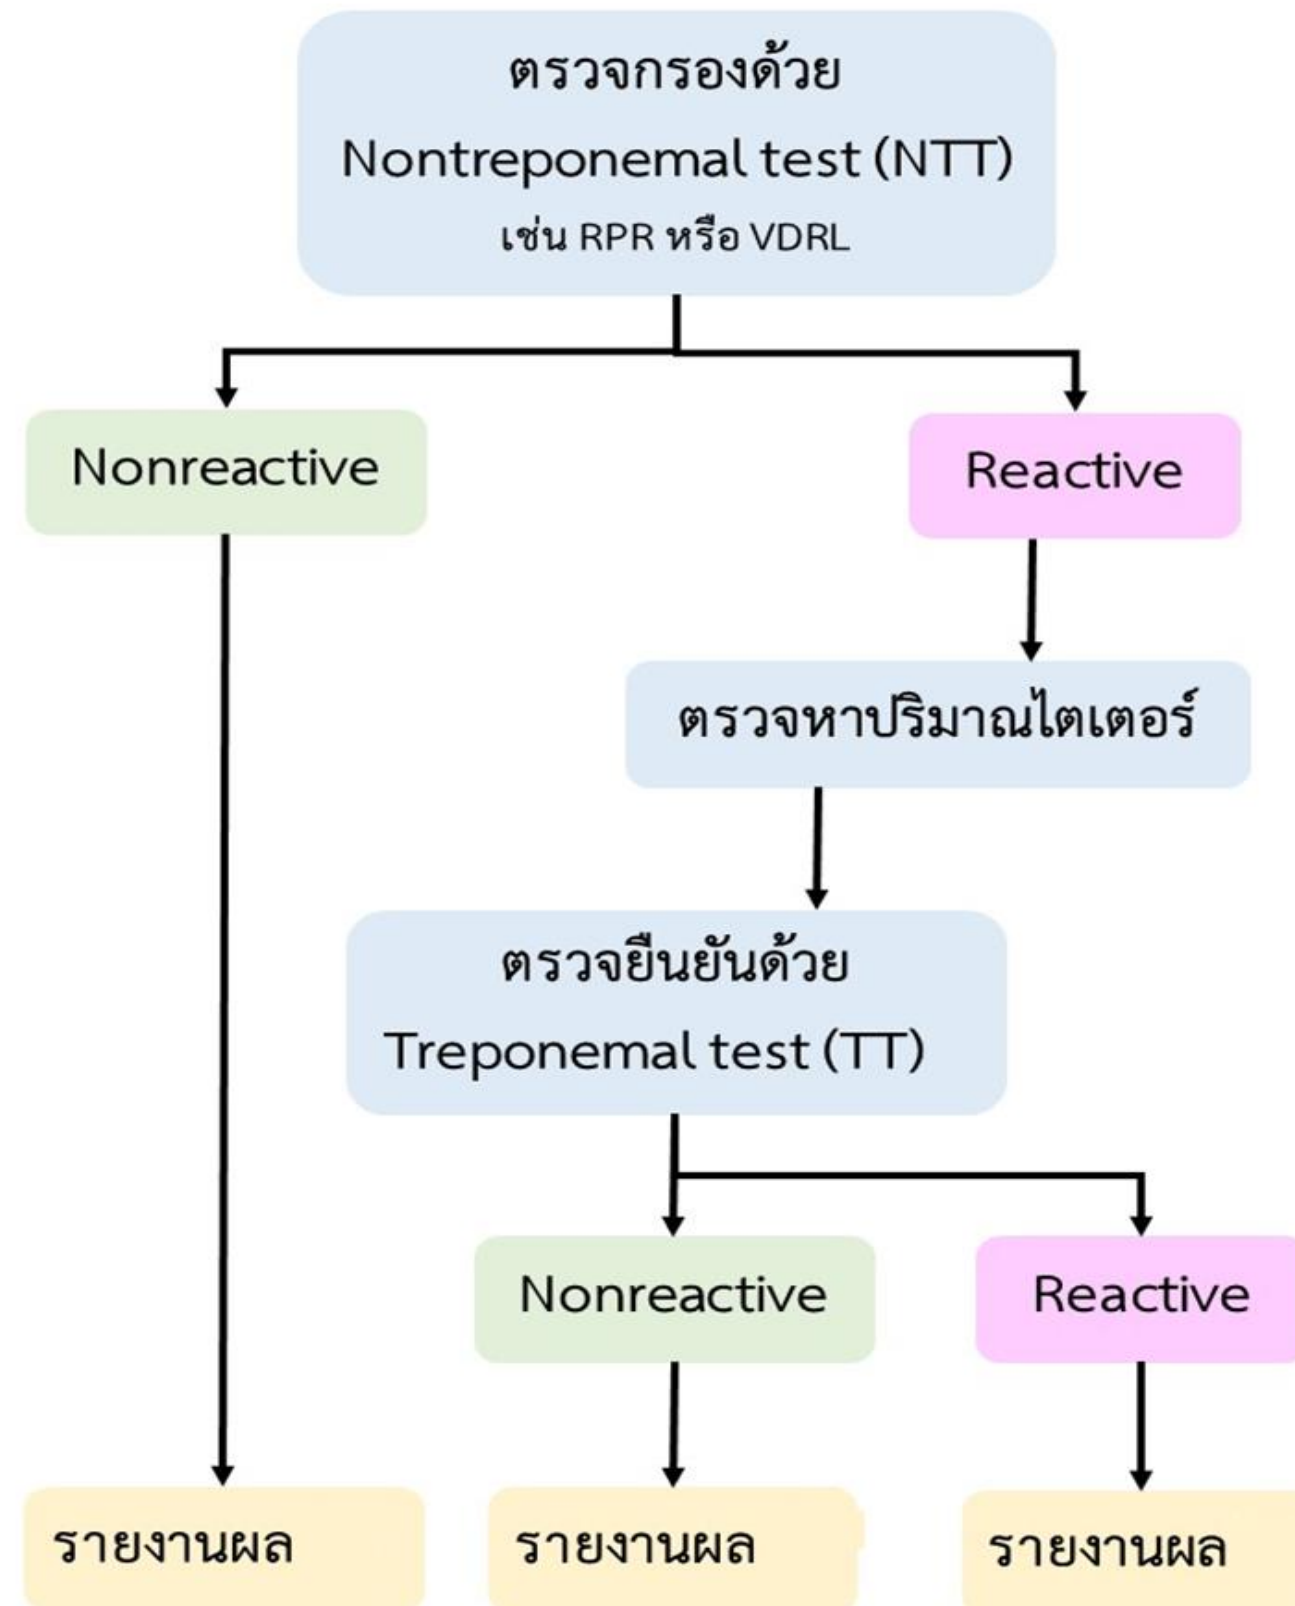 ตรวจกรองด้วย
Nontreponemal test (NTT)
เช่น RPR หรือ VDRL
Nonreactive
Reactive
ตรวจหาปริมาณไตเตอร์
ตรวจยืนยันด้วย
Treponemal test (TT)
Nonreactive
Reactive
รายงานผล
รายงานผล
รายงานผล